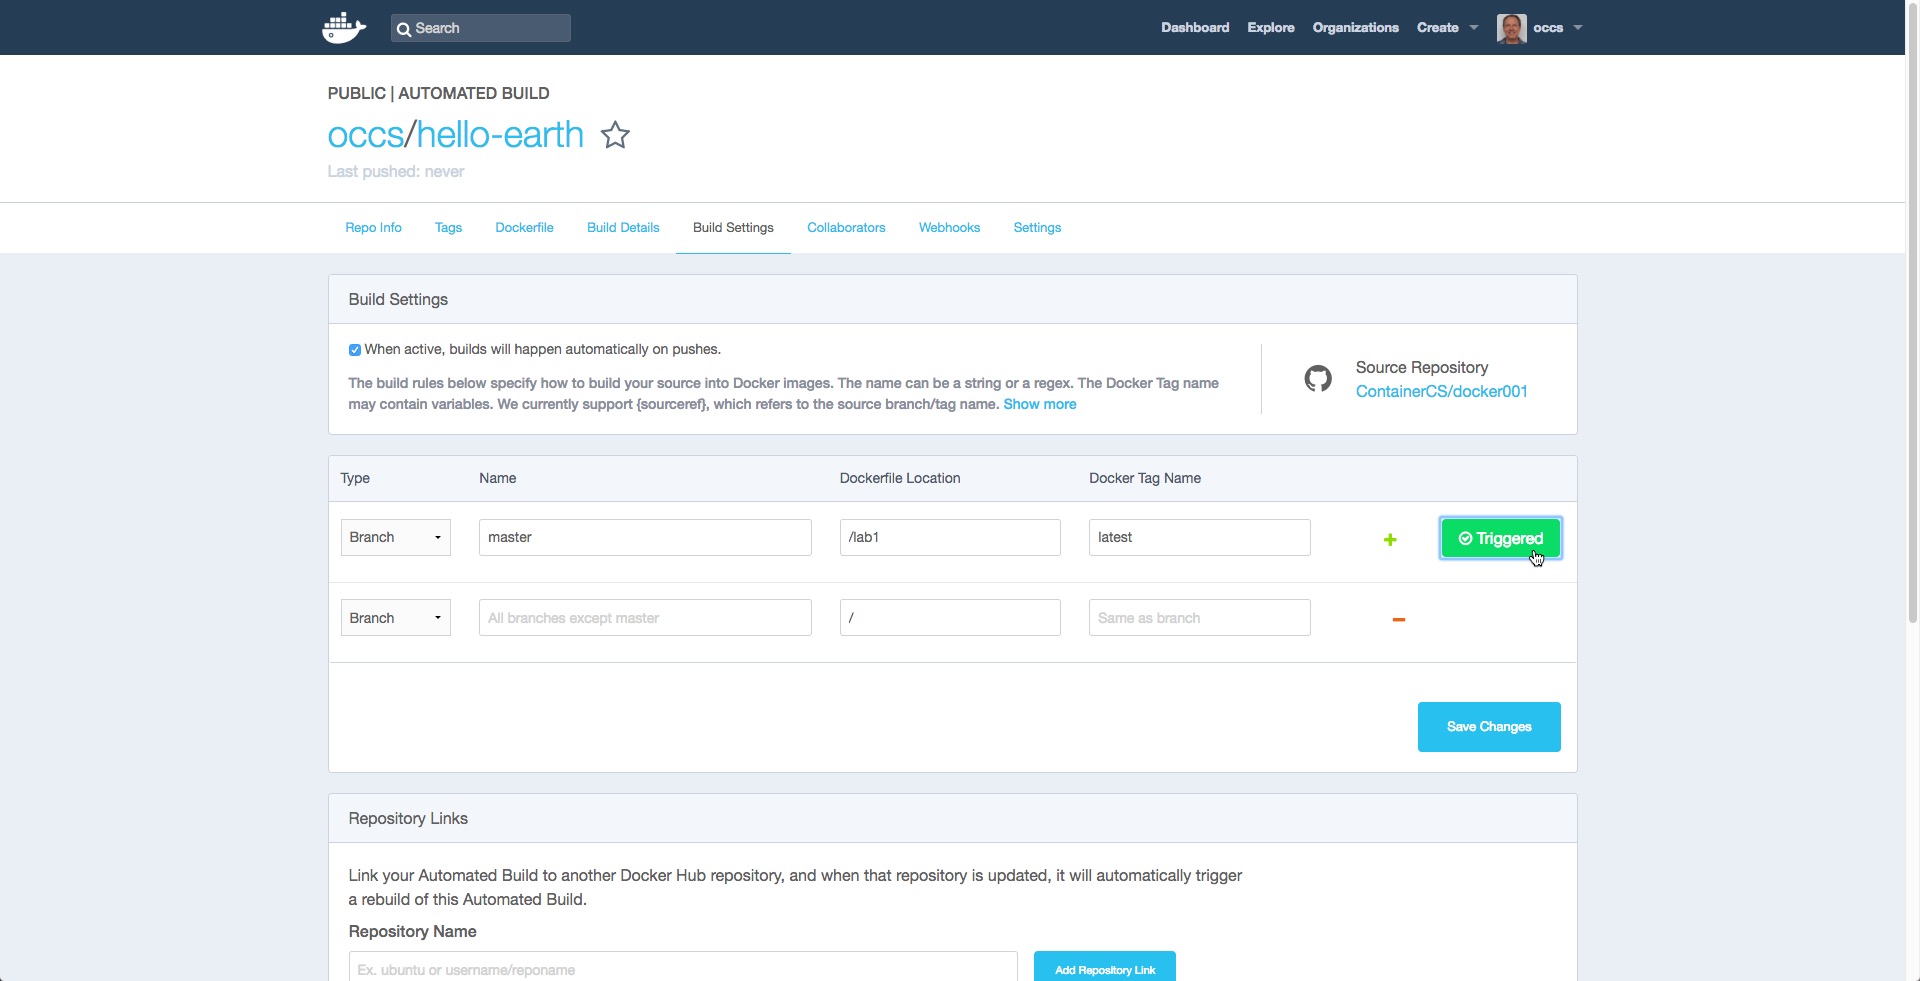 Search
Dashboard Explore Organizations Create occs
PUBLIC | AUTOMATED BUILD
occs/hello-earth
Last pushed: never
Repo Info Tags Dockerfile Build Details Build Settings Collaborators Webhooks Settings
Build Settings
When active, builds will happen automatically on pushes.
The build rules below specify how to build your source into Docker images. The name can be a string or a regex. The Docker Tag name
may contain variables. We currently support {sourceref}, which refers to the source branch/tag name. Show more
Source Repository
ContainerCS/docker001
Type Name Dockerfile Location Docker Tag Name
Branch master /lab1 latest Triggered
Branch All branches except master / Same as branch
Save Changes
Repository Links
Link your Automated Build to another Docker Hub repository, and when that repository is updated, it will automatically trigger
a rebuild of this Automated Build.
Repository Name
Ex. ubuntu or username/reponame Add Repository Link